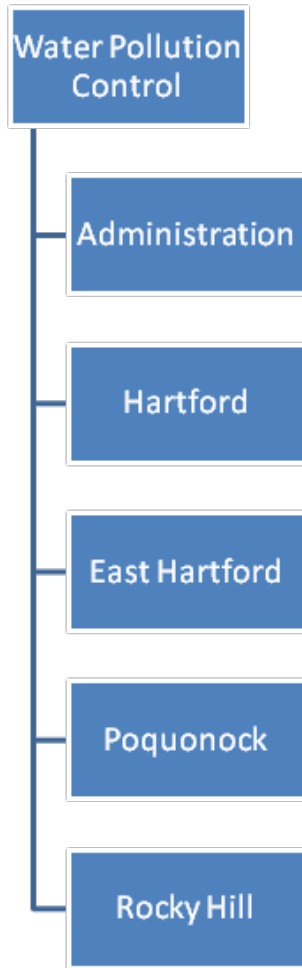 Water Pollution
Control
Administration
Hartford
East Hartford
Poquonock
Rocky Hill